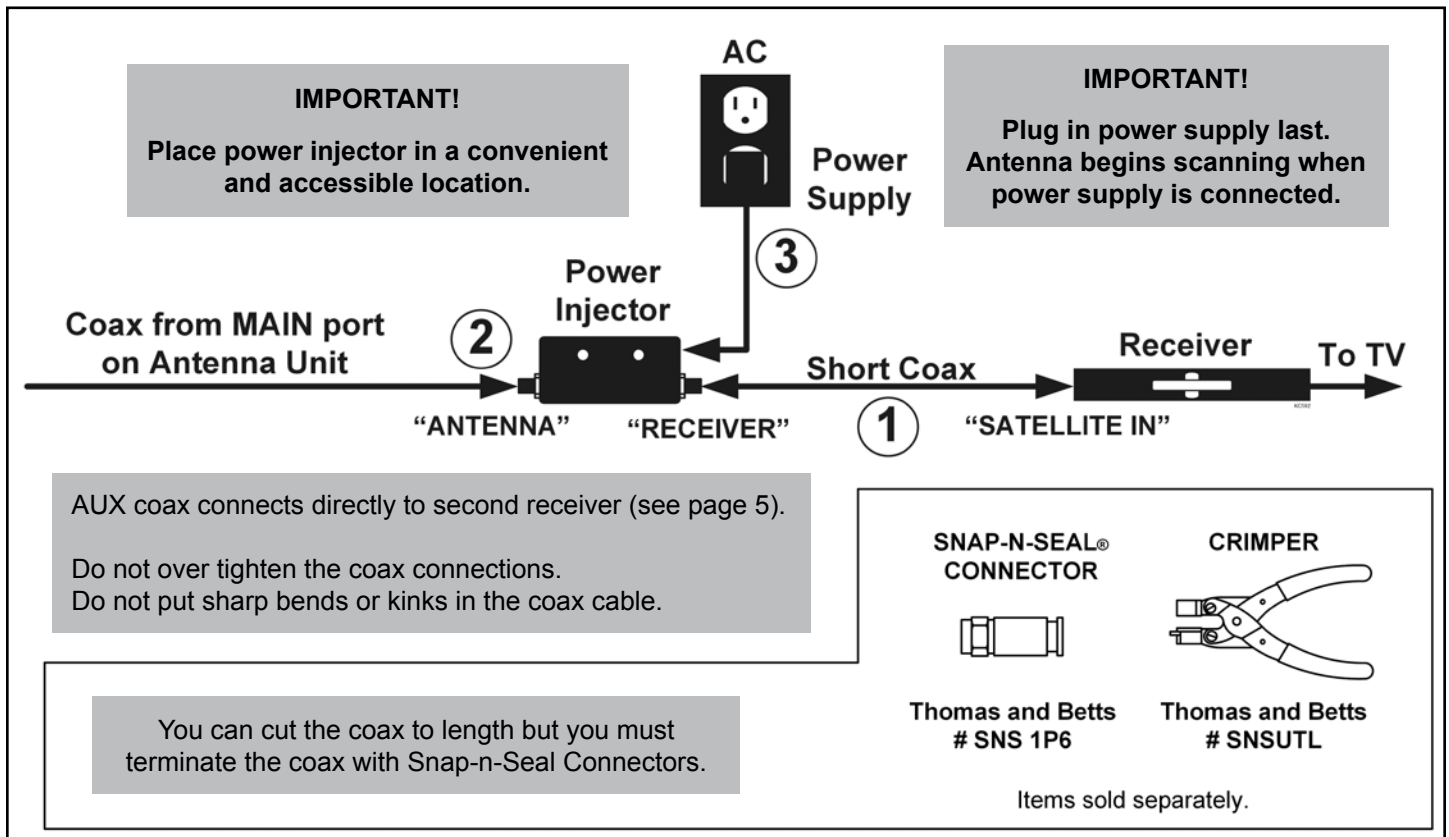 AC
IMPORTANT!
Place power injector in a convenient
and accessible location.
IMPORTANT!
Plug in power supply last.
Antenna begins scanning when
power supply is connected.
Power
Supply
3
Power
Injector
Coax from MAIN port
on Antenna Unit
2
Short Coax
Receiver
To TV
"ANTENNA"
"RECEIVER"
1
"SATELLITE IN"
AUX coax connects directly to second receiver (see page 5).
Do not over tighten the coax connections.
Do not put sharp bends or kinks in the coax cable.
SNAP-N-SEAL®
CONNECTOR
CRIMPER
Thomas and Betts
# SNS 1P6
Thomas and Betts
# SNSUTL
You can cut the coax to length but you must
terminate the coax with Snap-n-Seal Connectors.
Items sold separately.